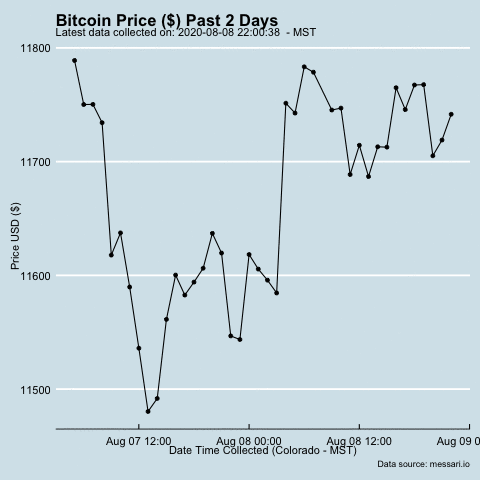 Bitcoin Price ($) Past 2 Days
Latest data collected on: 2020-08-08 22:00:38 - MST
11800
11700
11600
11500
Price USD ($)
Aug 07 12:00 Aug 08 00:00 Aug 08 12:00 Aug 09 0
Date Time Collected (Colorado - MST)
Data source: messari.io